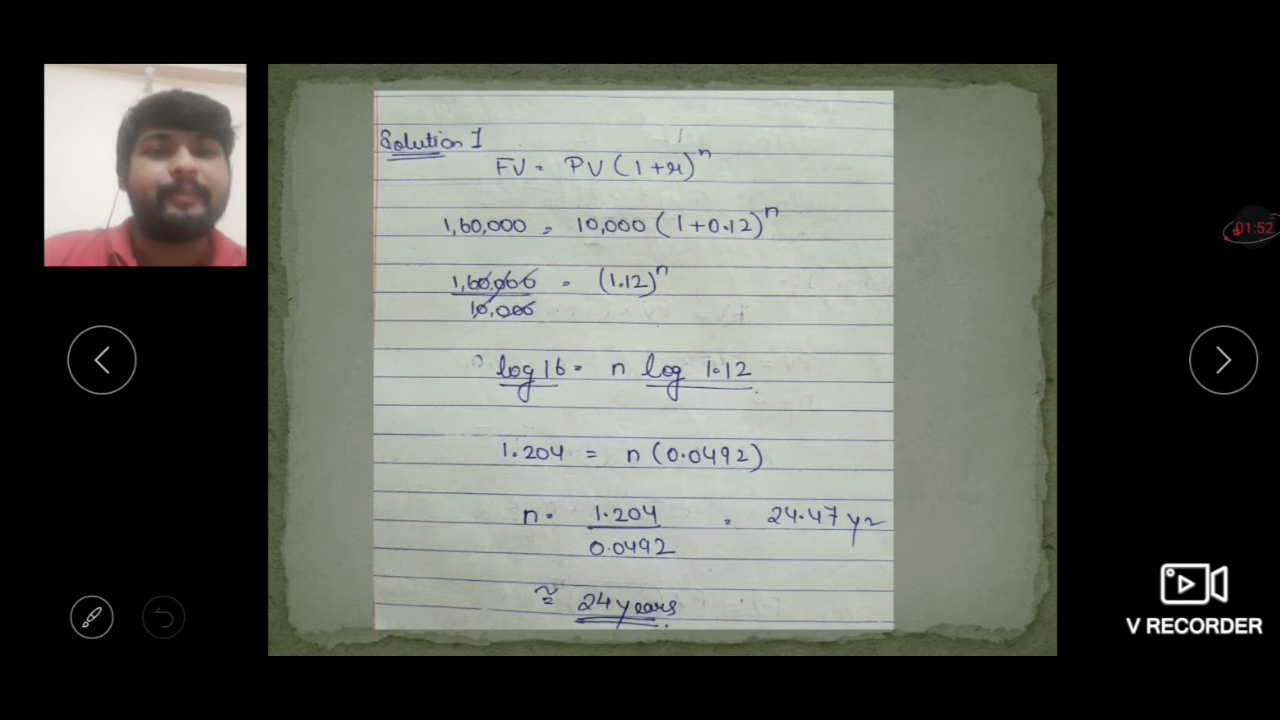 Solution 1
FV = PV (1+r)ⁿ
1,60,000 = 10,000 (1+0.12)ⁿ
1,60,000 = (1.12)ⁿ
10,000
log 16 = n log 1.12
1.204 = n (0.0492)
n = 1.204 = 24.47 yr
0.0492
≅ 24 years
01:52
V RECORDER